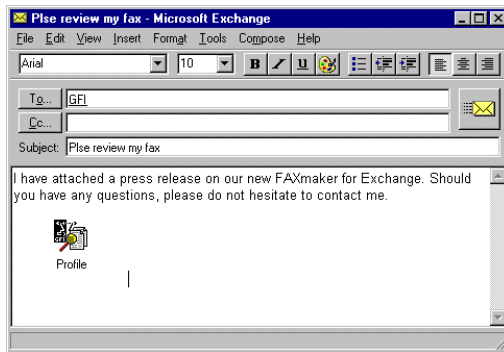 Plse review my fax - Microsoft Exchange
File Edit View Insert Format Tools Compose Help
Arial 10 B I U
To... GFI
Cc...
Subject: Plse review my fax
I have attached a press release on our new FAXmaker for Exchange. Should
you have any questions, please do not hesitate to contact me.
GFI
Profile